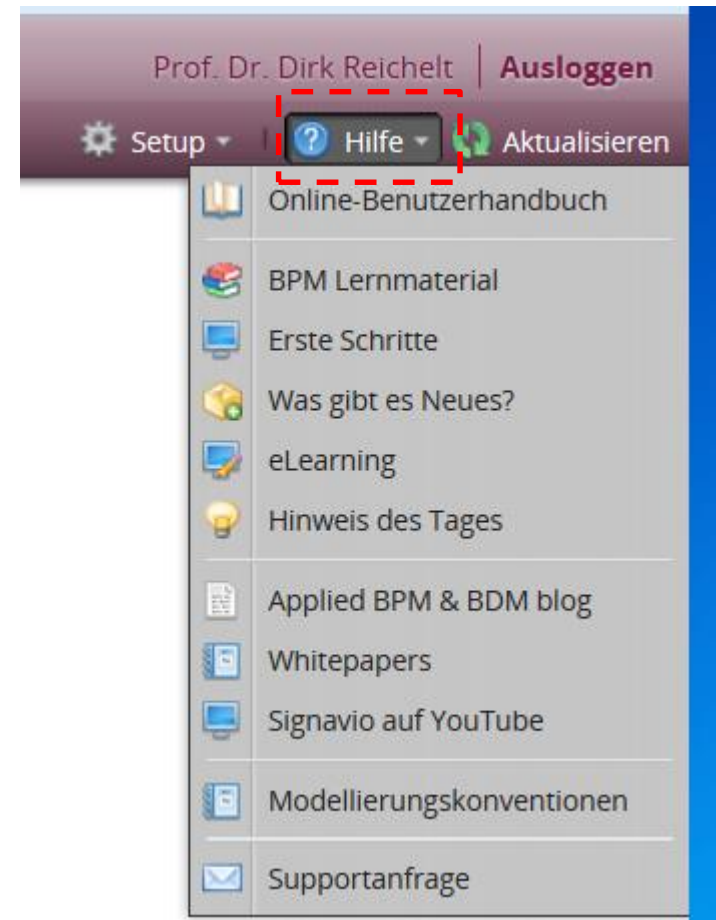 Prof. Dr. Dirk Reichelt | Ausloggen
Setup Hilfe Aktualisieren
Online-Benutzerhandbuch
BPM Lernmaterial
Erste Schritte
Was gibt es Neues?
eLearning
Hinweis des Tages
Applied BPM & BDM blog
Whitepapers
Signavio auf YouTube
Modellierungskonventionen
Supportanfrage